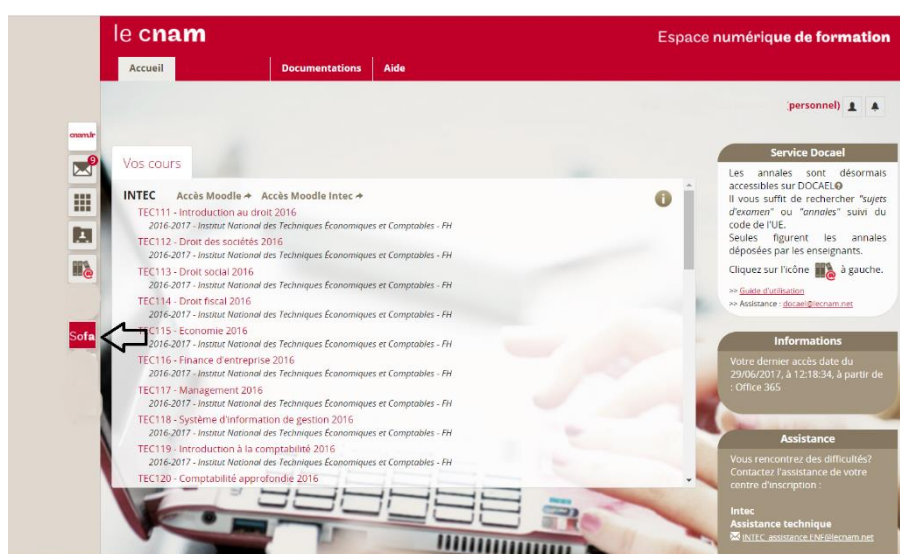 le cnam
Espace numérique de formation
Accueil
Documentations
Aide
(personnel)
cnam.fr
9
Sofa
Vos cours
INTEC Accès Moodle Accès Moodle Intec
TEC111 - Introduction au droit 2016
2016-2017 - Institut National des Techniques Économiques et Comptables - FH
TEC112 - Droit des sociétés 2016
2016-2017 - Institut National des Techniques Économiques et Comptables - FH
TEC113 - Droit social 2016
2016-2017 - Institut National des Techniques Économiques et Comptables - FH
TEC114 - Droit fiscal 2016
2016-2017 - Institut National des Techniques Économiques et Comptables - FH
TEC115 - Economie 2016
2016-2017 - Institut National des Techniques Économiques et Comptables - FH
TEC116 - Finance d'entreprise 2016
2016-2017 - Institut National des Techniques Économiques et Comptables - FH
TEC117 - Management 2016
2016-2017 - Institut National des Techniques Économiques et Comptables - FH
TEC118 - Système d'information de gestion 2016
2016-2017 - Institut National des Techniques Économiques et Comptables - FH
TEC119 - Introduction à la comptabilité 2016
2016-2017 - Institut National des Techniques Économiques et Comptables - FH
TEC120 - Comptabilité approfondie 2016
Service Docael
Les annales sont désormais
accessibles sur DOCAEL
Il vous suffit de rechercher "sujets
d'examen" ou "annales" suivi du
code de l'UE.
Seules figurent les annales
déposées par les enseignants.
Cliquez sur l'icône à gauche.
>> Guide d'utilisation
>> Assistance : docael@lecnam.net
Informations
Votre dernier accès date du
29/06/2017, à 12:18:34, à partir de
: Office 365
Assistance
Vous rencontrez des difficultés?
Contactez l'assistance de votre
centre d'inscription :
Intec
Assistance technique
INTEC_assistance.ENF@lecnam.net